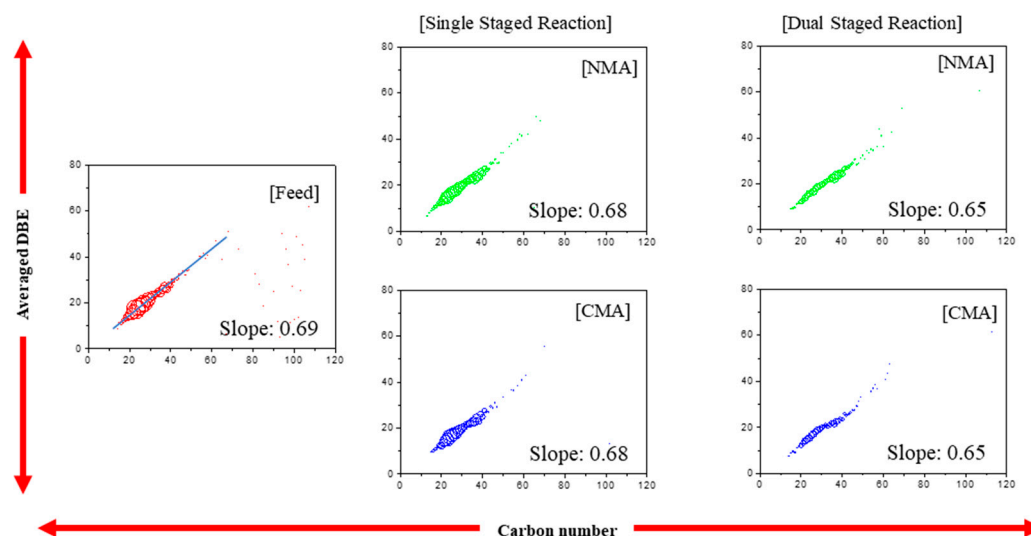 [Single Staged Reaction]
[Dual Staged Reaction]
80
60
40
20
0
[NMA]
Slope: 0.68
0 20 40 60 80 100 120
80
60
40
20
0
[NMA]
Slope: 0.65
0 20 40 60 80 100 120
Averaged DBE
80
60
40
20
0
[Feed]
Slope: 0.69
0 20 40 60 80 100 120
80
60
40
20
0
[CMA]
Slope: 0.68
0 20 40 60 80 100 120
80
60
40
20
0
[CMA]
Slope: 0.65
0 20 40 60 80 100 120
Carbon number